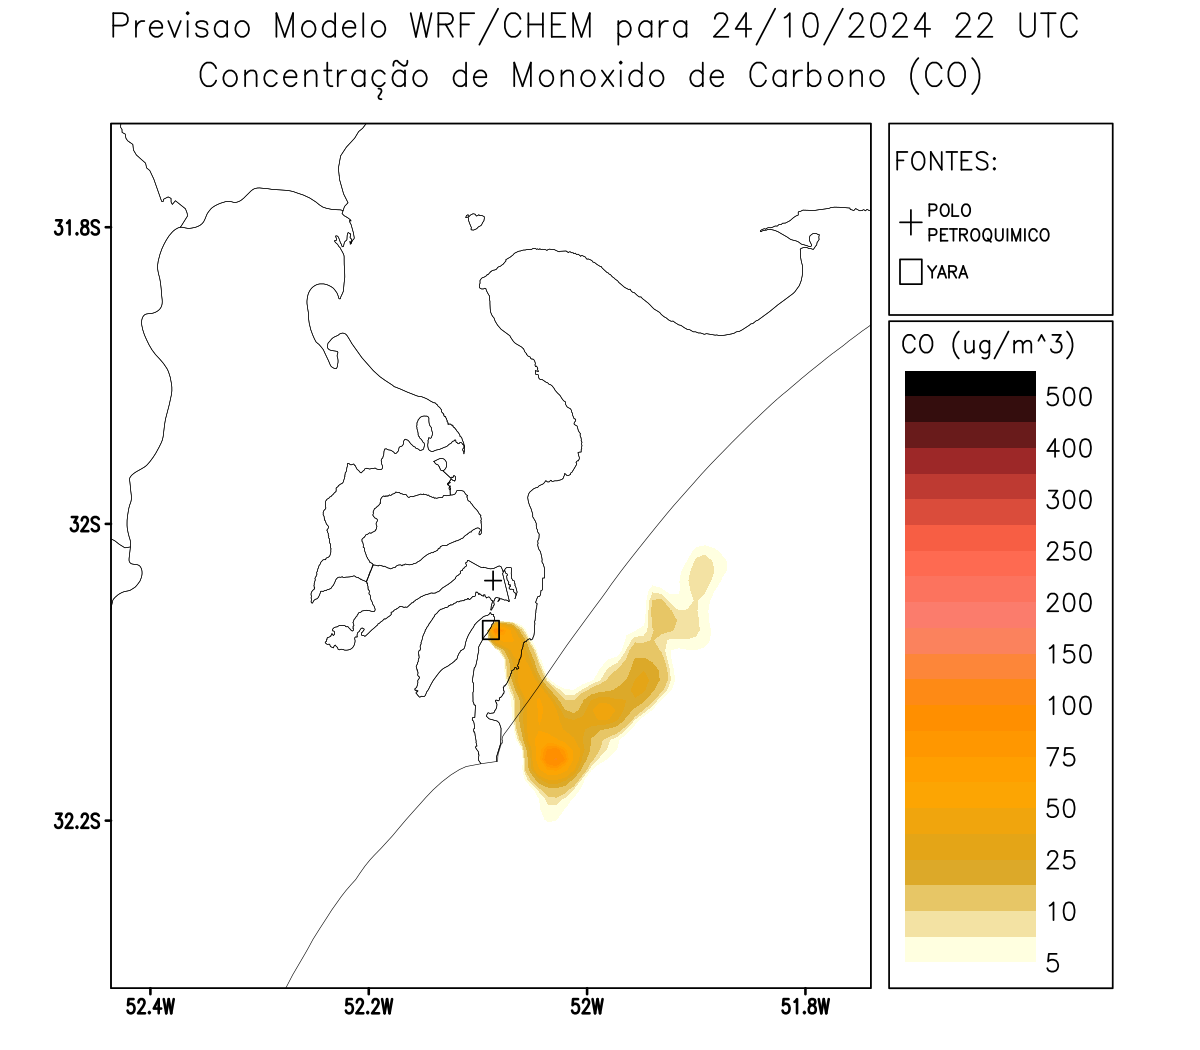 Previsao Modelo WRF/CHEM para 24/10/2024 22 UTC
Concentração de Monoxido de Carbono (CO)
FONTES:
POLO
PETROQUIMICO
YARA
CO (ug/m^3)
500
400
300
250
200
150
100
75
50
25
10
5
31.8S
32S
32.2S
52.4W
52.2W
52W
51.8W